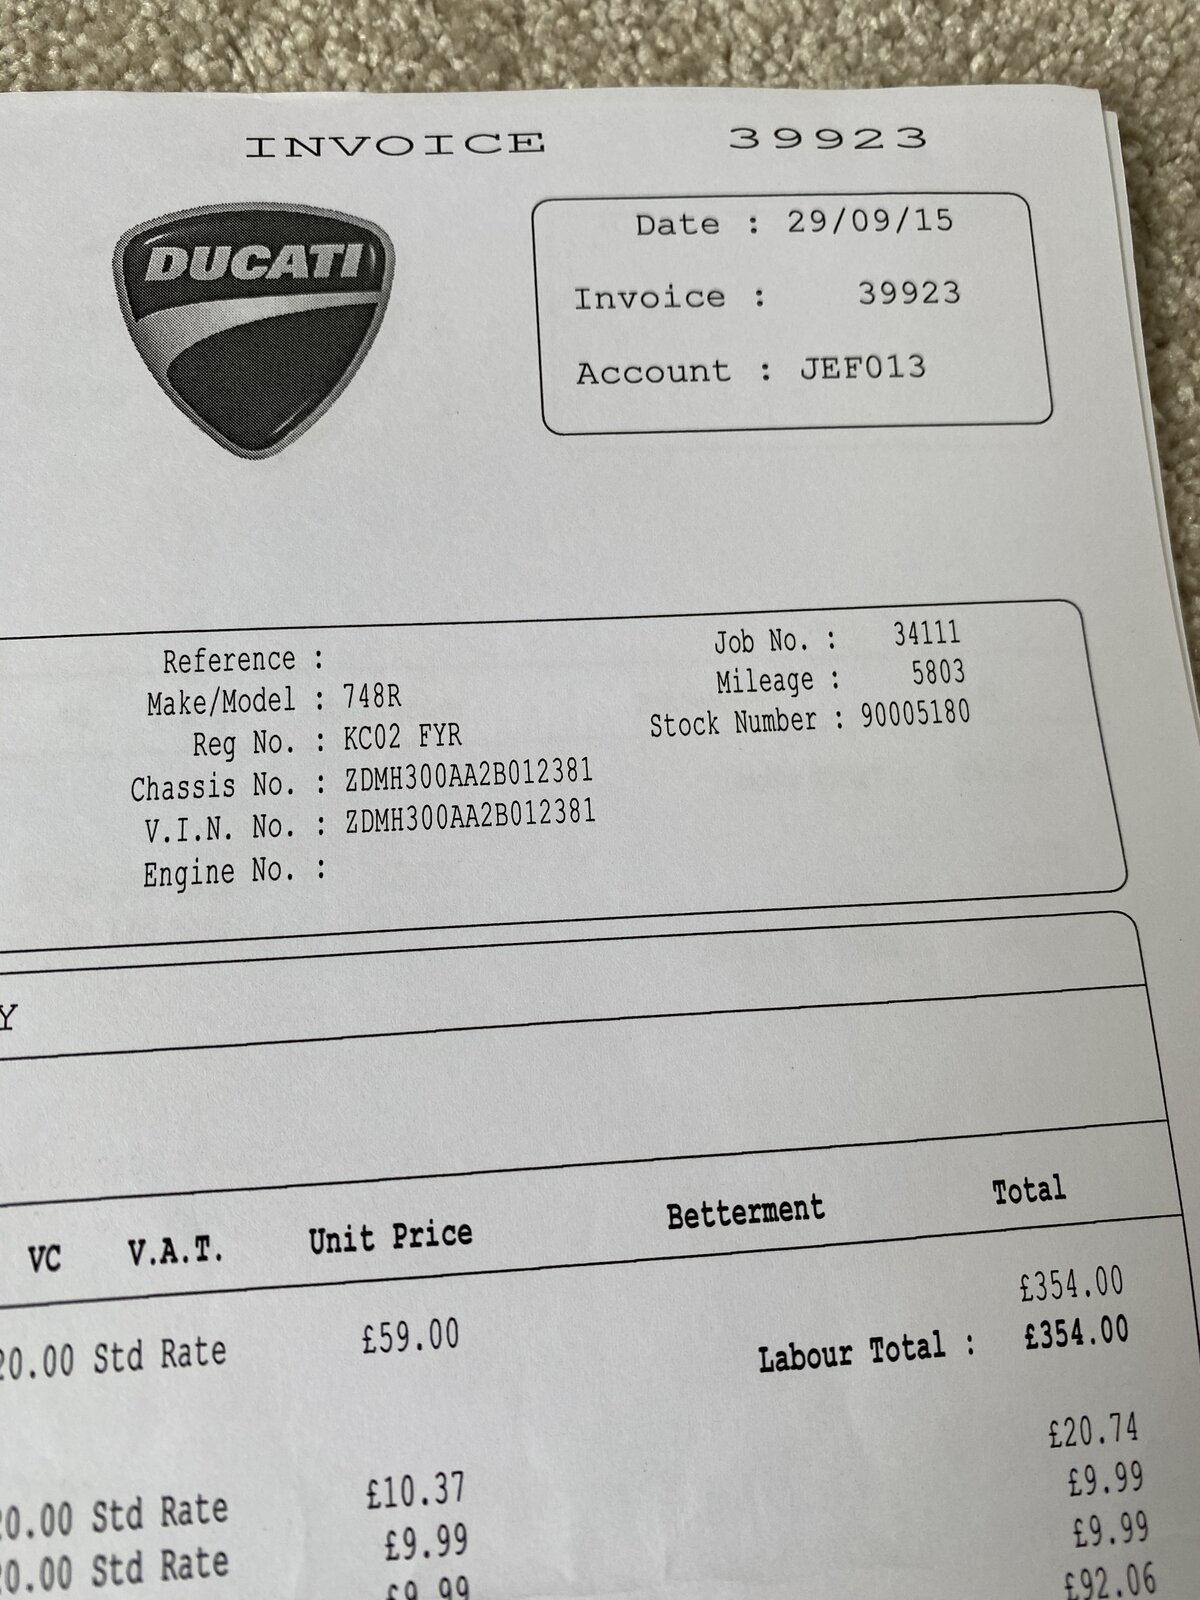 INVOICE 39923
DUCATI
Date : 29/09/15
Invoice : 39923
Account : JEF013
Reference :
Make/Model : 748R
Reg No. : KC02 FYR
Chassis No. : ZDMH300AA2B012381
V.I.N. No. : ZDMH300AA2B012381
Engine No. :
Job No. : 34111
Mileage : 5803
Stock Number : 90005180
Y
VC V.A.T. Unit Price Betterment Total
20.00 Std Rate £59.00 £354.00
Labour Total : £354.00
20.00 Std Rate £10.37 £20.74
20.00 Std Rate £9.99 £9.99
£9.99 £9.99
£92.06